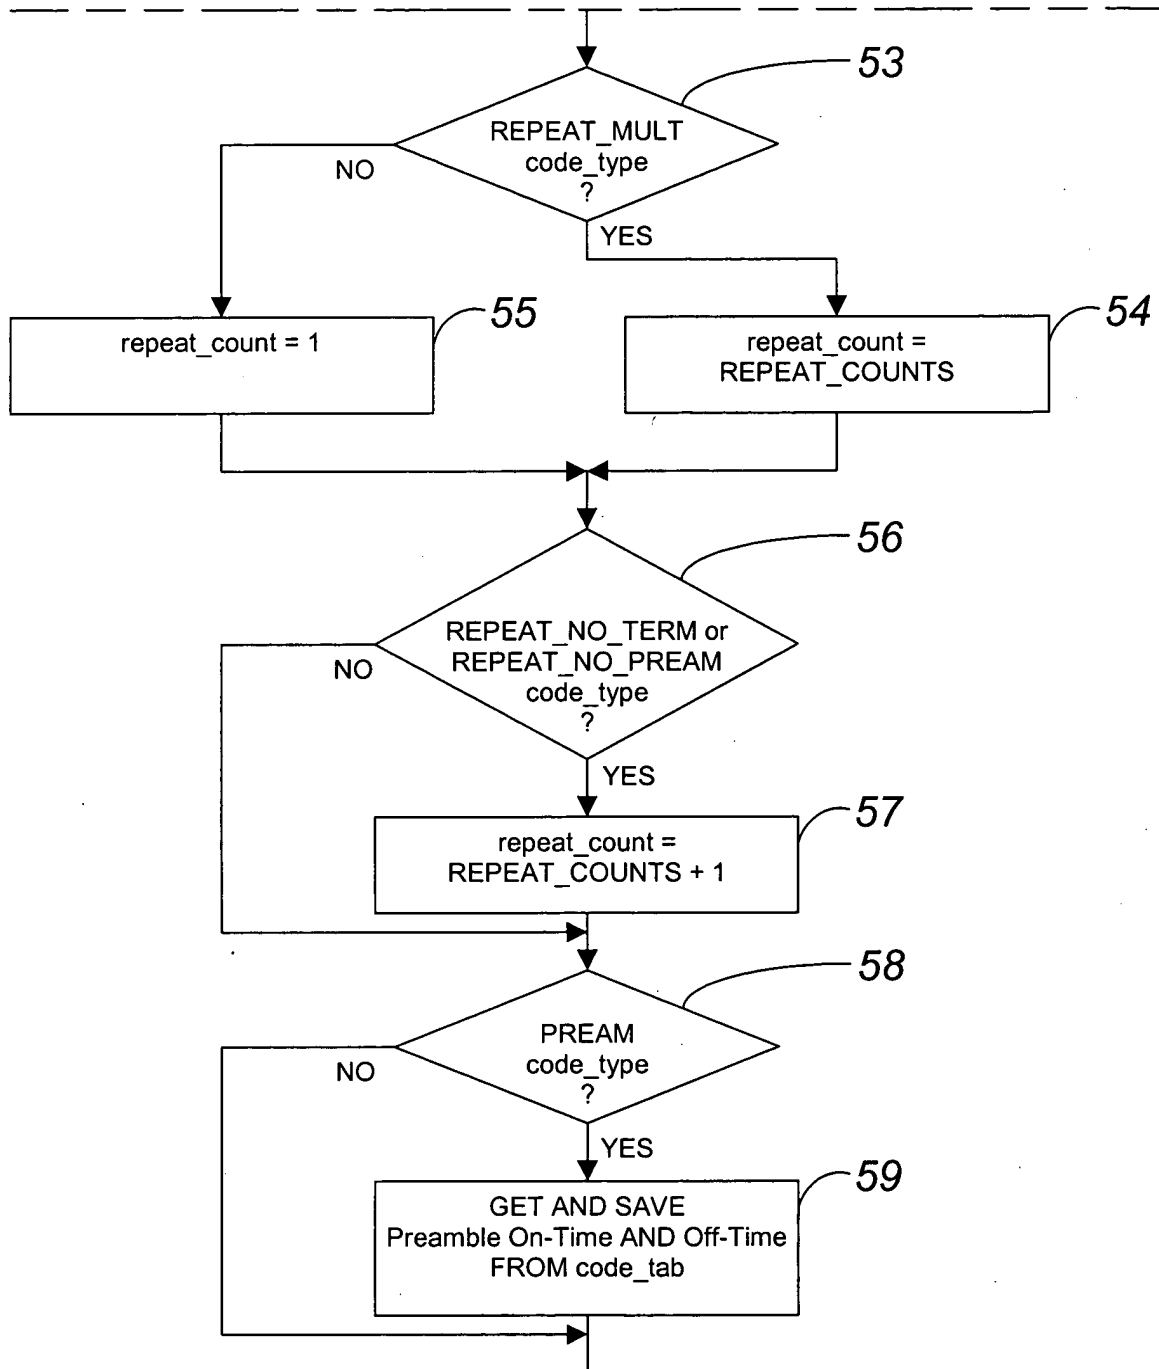 53
REPEAT_MULT
code_type
?
NO
YES
55
repeat_count = 1
54
repeat_count =
REPEAT_COUNTS
56
REPEAT_NO_TERM or
REPEAT_NO_PREAM
code_type
?
NO
YES
57
repeat_count =
REPEAT_COUNTS + 1
58
PREAM
code_type
?
NO
YES
59
GET AND SAVE
Preamble On-Time AND Off-Time
FROM code_tab